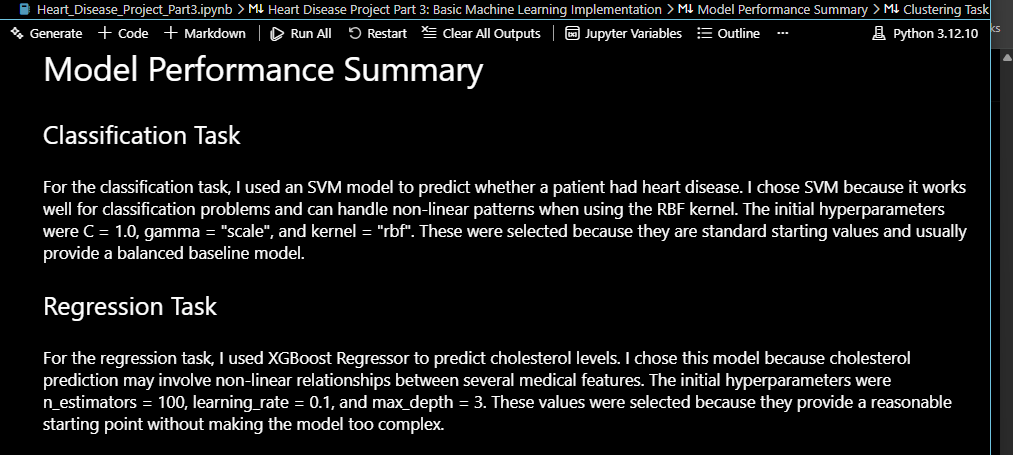 Heart_Disease_Project_Part3.ipynb > M↓ Heart Disease Project Part 3: Basic Machine Learning Implementation > M↓ Model Performance Summary > M↓ Clustering Task
Generate + Code + Markdown | Run All Restart Clear All Outputs | Jupyter Variables Outline ... Python 3.12.10
Model Performance Summary
Classification Task
For the classification task, I used an SVM model to predict whether a patient had heart disease. I chose SVM because it works
well for classification problems and can handle non-linear patterns when using the RBF kernel. The initial hyperparameters
were C = 1.0, gamma = "scale", and kernel = "rbf". These were selected because they are standard starting values and usually
provide a balanced baseline model.
Regression Task
For the regression task, I used XGBoost Regressor to predict cholesterol levels. I chose this model because cholesterol
prediction may involve non-linear relationships between several medical features. The initial hyperparameters were
n_estimators = 100, learning_rate = 0.1, and max_depth = 3. These values were selected because they provide a reasonable
starting point without making the model too complex.